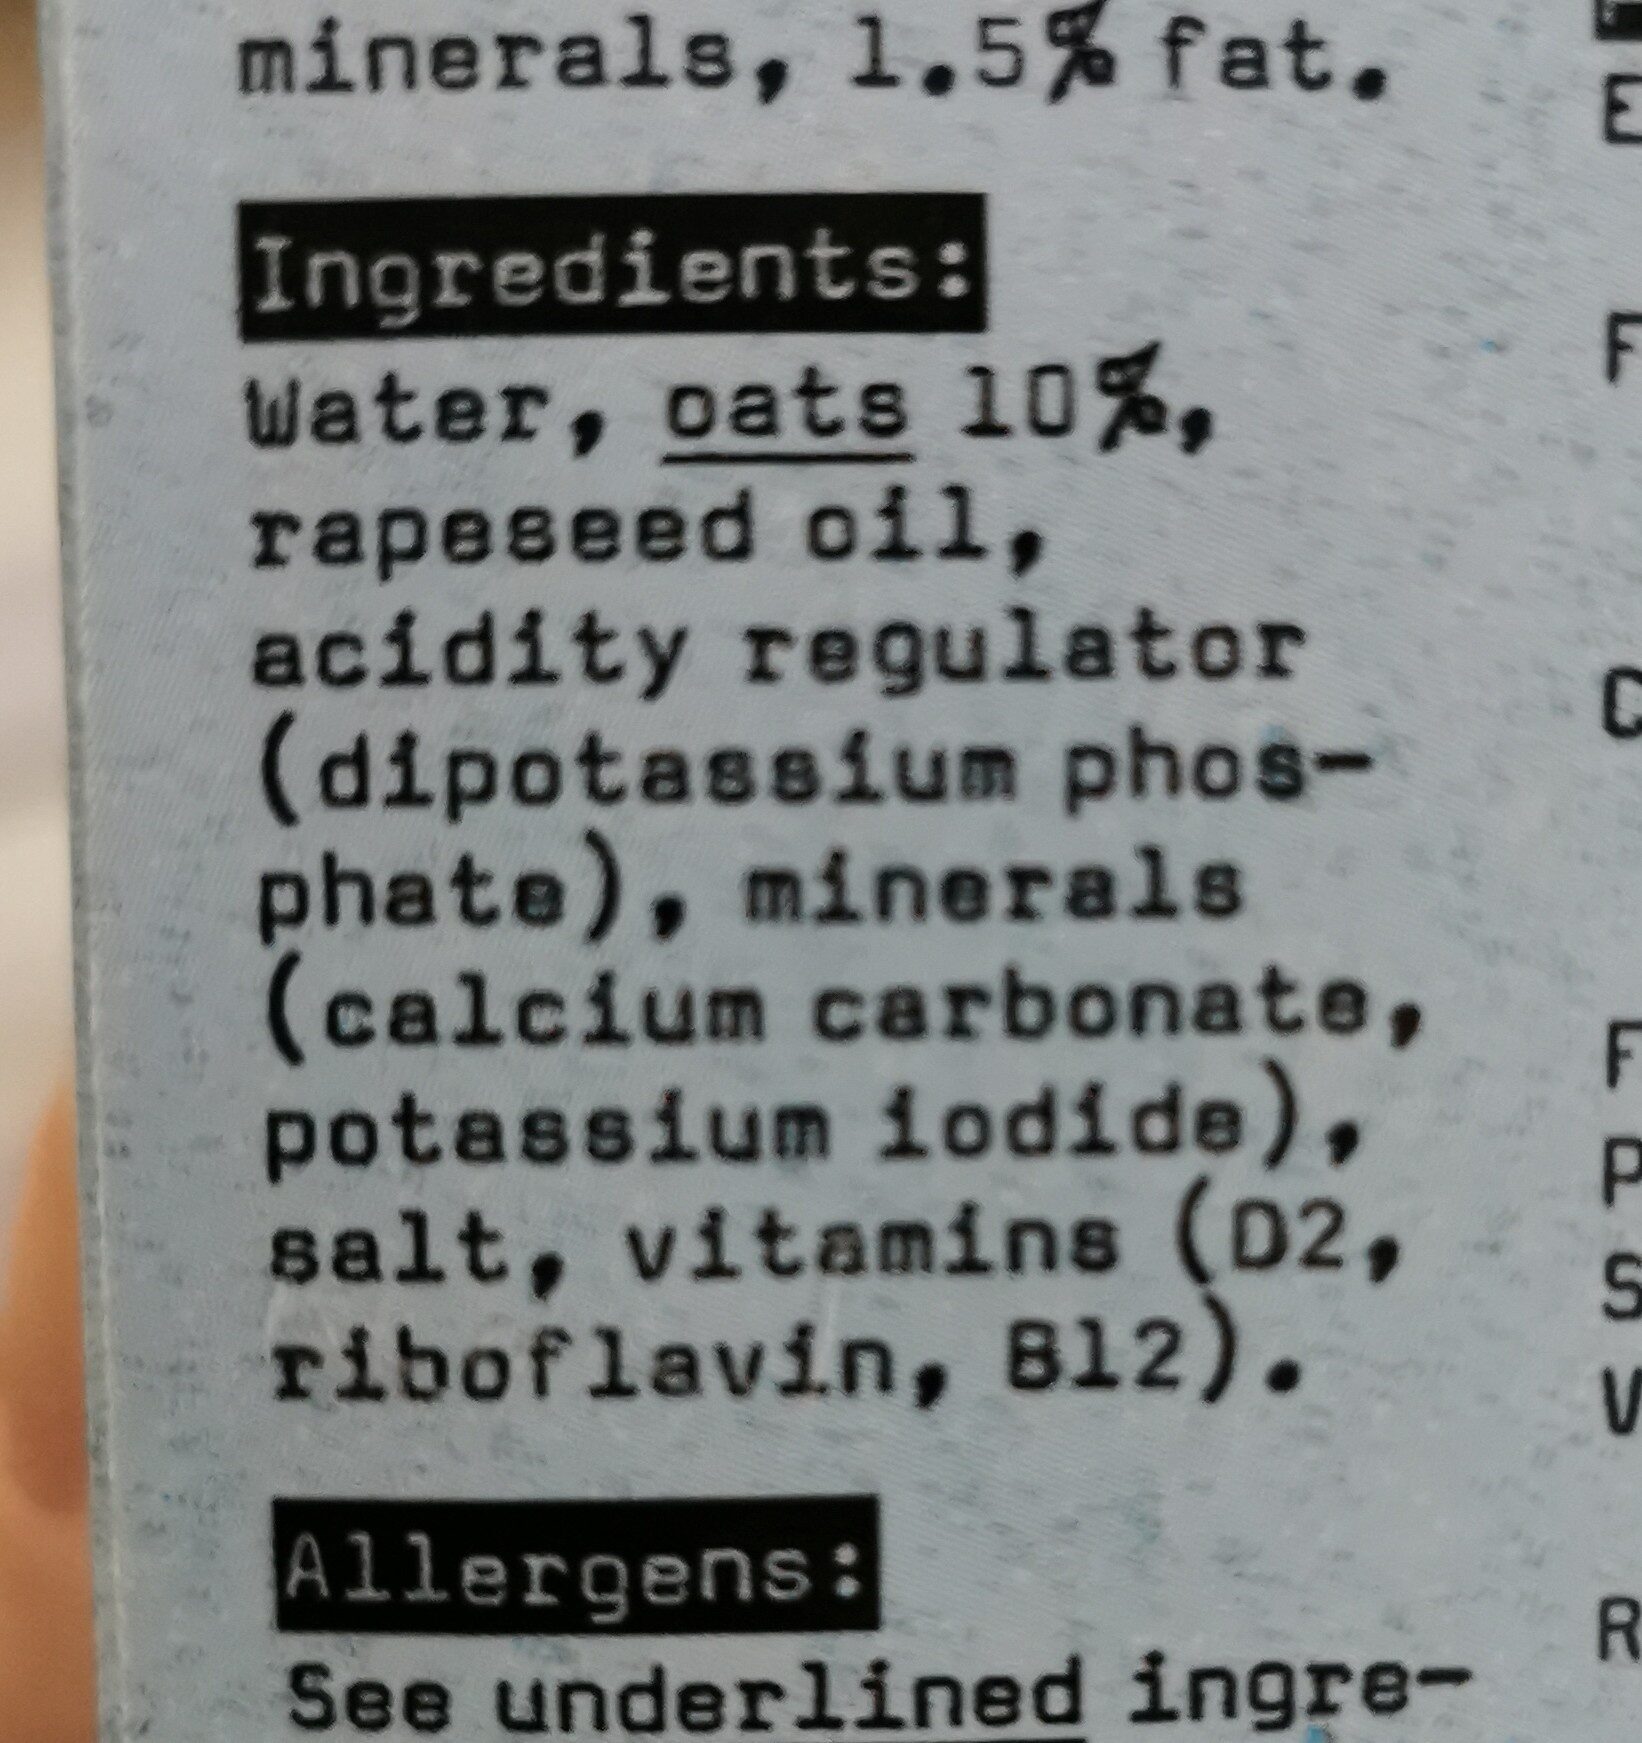 minerals, 1.5% fat.
Ingredients:
Water, oats 10%,
rapeseed oil,
acidity regulator
(dipotassium phos-
phate), minerals
(calcium carbonate,
potassium iodide),
salt, vitamins (D2,
riboflavin, B12).
Allergens:
See underlined ingre-
E
F
C
F
P
S
V
R